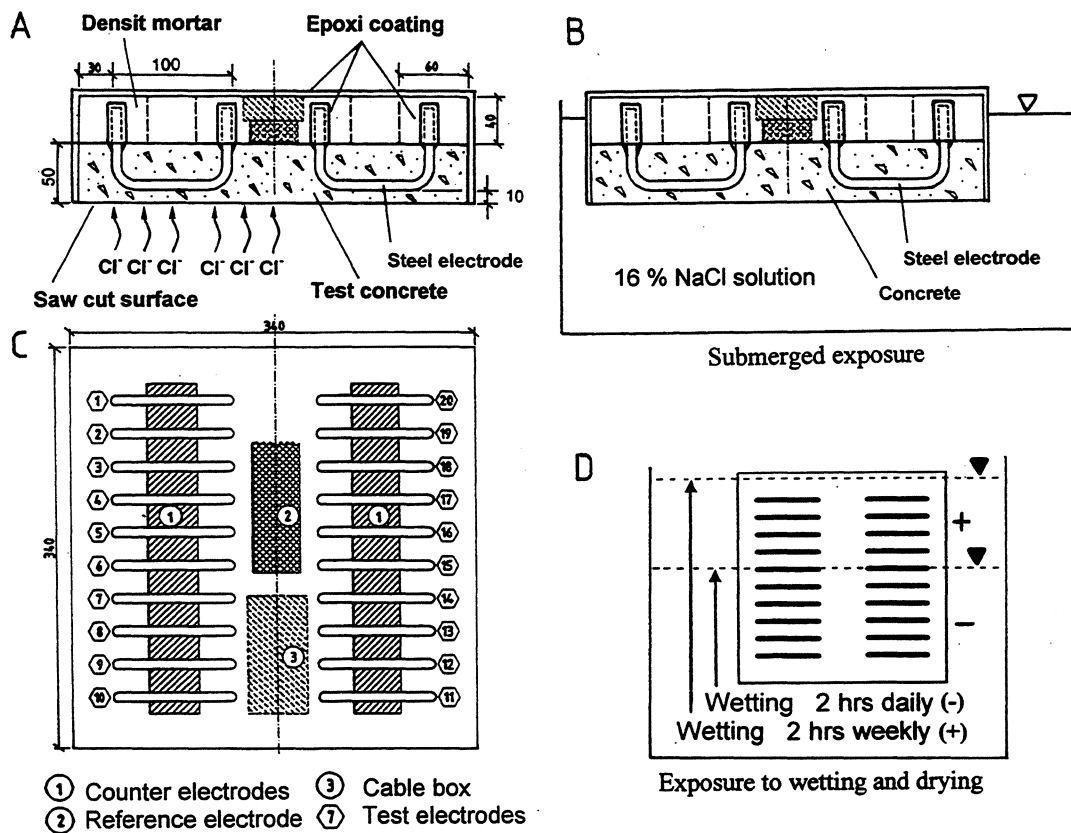 A
Densit mortar
Epoxi coating
30
100
60
40
50
10
Cl⁻ Cl⁻ Cl⁻ Cl⁻ Cl⁻ Cl⁻
Steel electrode
Saw cut surface
Test concrete
B
16 % NaCl solution
Steel electrode
Concrete
Submerged exposure
C
340
340
1 20
2 19
3 18
4 17
1 2 1
5 16
6 15
7 14
8 13
3
9 12
10 11
1 Counter electrodes
3 Cable box
2 Reference electrode
7 Test electrodes
D
+
−
Wetting 2 hrs daily (-)
Wetting 2 hrs weekly (+)
Exposure to wetting and drying